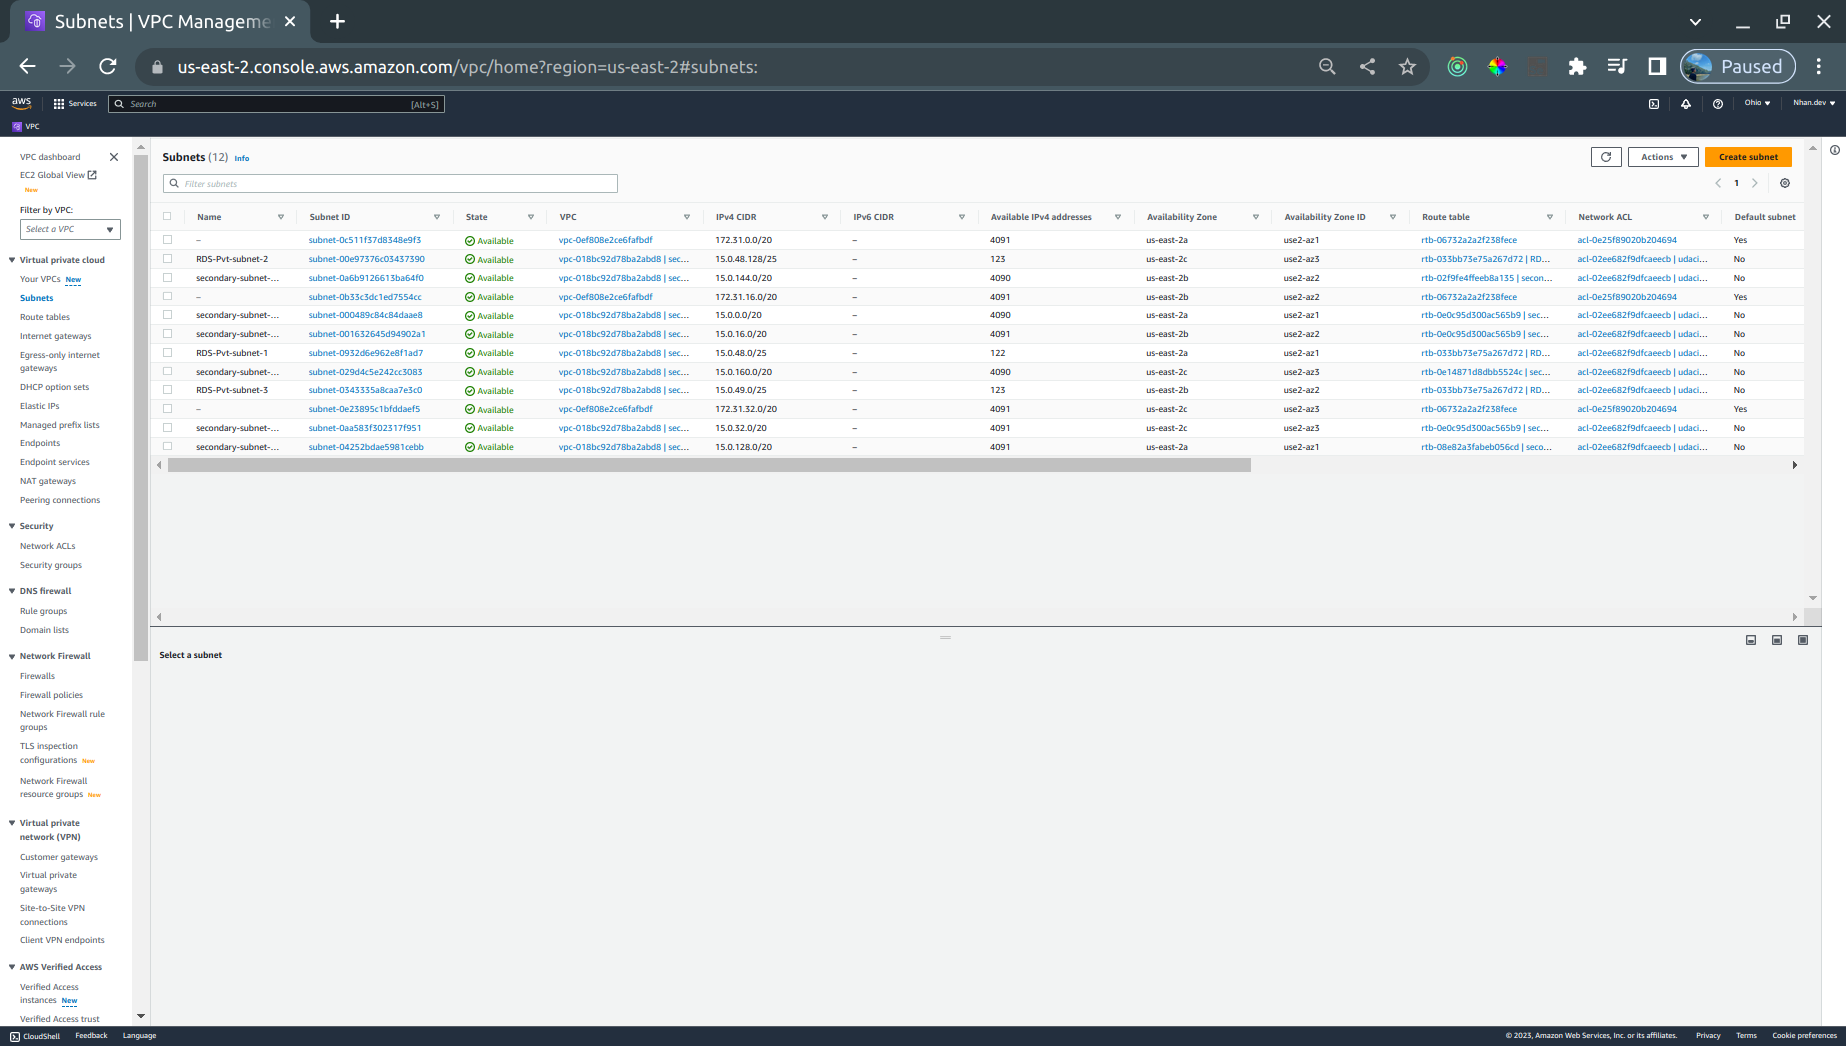 Subnets | VPC Manageme
us-east-2.console.aws.amazon.com/vpc/home?region=us-east-2#subnets:
Paused
aws
Services
Search
[Alt+S]
Ohio
Nhan.dev
VPC
VPC dashboard
EC2 Global View
New
Filter by VPC:
Select a VPC
Virtual private cloud
Your VPCs New
Subnets
Route tables
Internet gateways
Egress-only internet
gateways
DHCP option sets
Elastic IPs
Managed prefix lists
Endpoints
Endpoint services
NAT gateways
Peering connections
Security
Network ACLs
Security groups
DNS firewall
Rule groups
Domain lists
Network Firewall
Firewalls
Firewall policies
Network Firewall rule
groups
TLS inspection
configurations New
Network Firewall
resource groups New
Virtual private
network (VPN)
Customer gateways
Virtual private
gateways
Site-to-Site VPN
connections
Client VPN endpoints
AWS Verified Access
Verified Access
instances New
Verified Access trust
Subnets (12) Info
Actions
Create subnet
Filter subnets
1
Name Subnet ID State VPC IPv4 CIDR IPv6 CIDR Available IPv4 addresses Availability Zone Availability Zone ID Route table Network ACL Default subnet
– subnet-0c511f37d8348e9f3 Available vpc-0ef808e2ce6fafbdf 172.31.0.0/20 – 4091 us-east-2a use2-az1 rtb-06732a2a2f238fece acl-0e25f89020b204694 Yes
RDS-Pvt-subnet-2 subnet-00e97376c03437390 Available vpc-018bc92d78ba2abd8 | sec... 15.0.48.128/25 – 123 us-east-2c use2-az3 rtb-033bb73e75a267d72 | RD... acl-02ee682f9dfcaeecb | udaci... No
secondary-subnet-... subnet-0a6b9126613ba64f0 Available vpc-018bc92d78ba2abd8 | sec... 15.0.144.0/20 – 4090 us-east-2b use2-az2 rtb-02f9fe4ffeeb8a135 | secon... acl-02ee682f9dfcaeecb | udaci... No
– subnet-0b33c3dc1ed7554cc Available vpc-0ef808e2ce6fafbdf 172.31.16.0/20 – 4091 us-east-2b use2-az2 rtb-06732a2a2f238fece acl-0e25f89020b204694 Yes
secondary-subnet-... subnet-000489c84c84daae8 Available vpc-018bc92d78ba2abd8 | sec... 15.0.0.0/20 – 4090 us-east-2a use2-az1 rtb-0e0c95d300ac565b9 | sec... acl-02ee682f9dfcaeecb | udaci... No
secondary-subnet-... subnet-001632645d94902a1 Available vpc-018bc92d78ba2abd8 | sec... 15.0.16.0/20 – 4091 us-east-2b use2-az2 rtb-0e0c95d300ac565b9 | sec... acl-02ee682f9dfcaeecb | udaci... No
RDS-Pvt-subnet-1 subnet-0932d6e962e8f1ad7 Available vpc-018bc92d78ba2abd8 | sec... 15.0.48.0/25 – 122 us-east-2a use2-az1 rtb-033bb73e75a267d72 | RD... acl-02ee682f9dfcaeecb | udaci... No
secondary-subnet-... subnet-029d4c5e242cc3083 Available vpc-018bc92d78ba2abd8 | sec... 15.0.160.0/20 – 4090 us-east-2c use2-az3 rtb-0e14871d8dbb5524c | sec... acl-02ee682f9dfcaeecb | udaci... No
RDS-Pvt-subnet-3 subnet-0343335a8caa7e3c0 Available vpc-018bc92d78ba2abd8 | sec... 15.0.49.0/25 – 123 us-east-2b use2-az2 rtb-033bb73e75a267d72 | RD... acl-02ee682f9dfcaeecb | udaci... No
– subnet-0e23895c1bfddaef5 Available vpc-0ef808e2ce6fafbdf 172.31.32.0/20 – 4091 us-east-2c use2-az3 rtb-06732a2a2f238fece acl-0e25f89020b204694 Yes
secondary-subnet-... subnet-0aa583f302317f951 Available vpc-018bc92d78ba2abd8 | sec... 15.0.32.0/20 – 4091 us-east-2c use2-az3 rtb-0e0c95d300ac565b9 | sec... acl-02ee682f9dfcaeecb | udaci... No
secondary-subnet-... subnet-04252bdae5981cebb Available vpc-018bc92d78ba2abd8 | sec... 15.0.128.0/20 – 4091 us-east-2a use2-az1 rtb-08e82a3fabeb056cd | seco... acl-02ee682f9dfcaeecb | udaci... No
Select a subnet
CloudShell Feedback Language
© 2023, Amazon Web Services, Inc. or its affiliates. Privacy Terms Cookie preferences